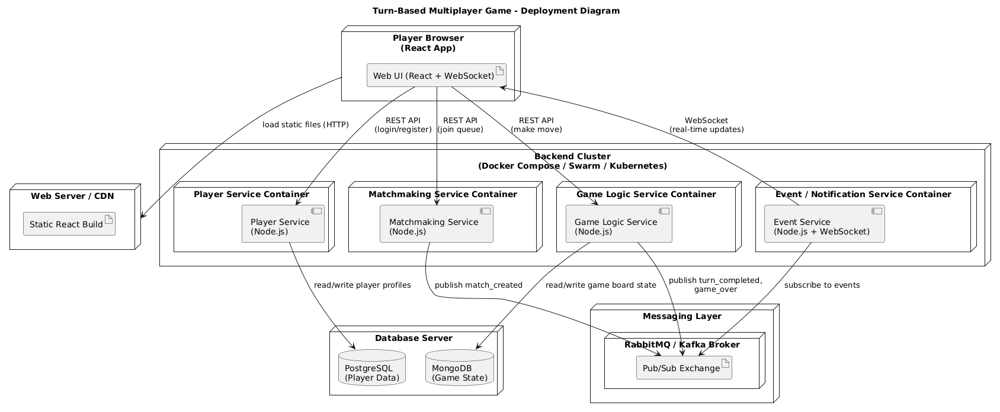 Turn-Based Multiplayer Game - Deployment Diagram
Player Browser
(React App)
Web UI (React + WebSocket)
load static files (HTTP)
REST API
(login/register)
REST API
(join queue)
REST API
(make move)
WebSocket
(real-time updates)
Backend Cluster
(Docker Compose / Swarm / Kubernetes)
Web Server / CDN
Static React Build
Player Service Container
Player Service
(Node.js)
Matchmaking Service Container
Matchmaking Service
(Node.js)
Game Logic Service Container
Game Logic Service
(Node.js)
Event / Notification Service Container
Event Service
(Node.js + WebSocket)
read/write player profiles
publish match_created
read/write game board state
publish turn_completed,
game_over
subscribe to events
Database Server
PostgreSQL
(Player Data)
MongoDB
(Game State)
Messaging Layer
RabbitMQ / Kafka Broker
Pub/Sub Exchange